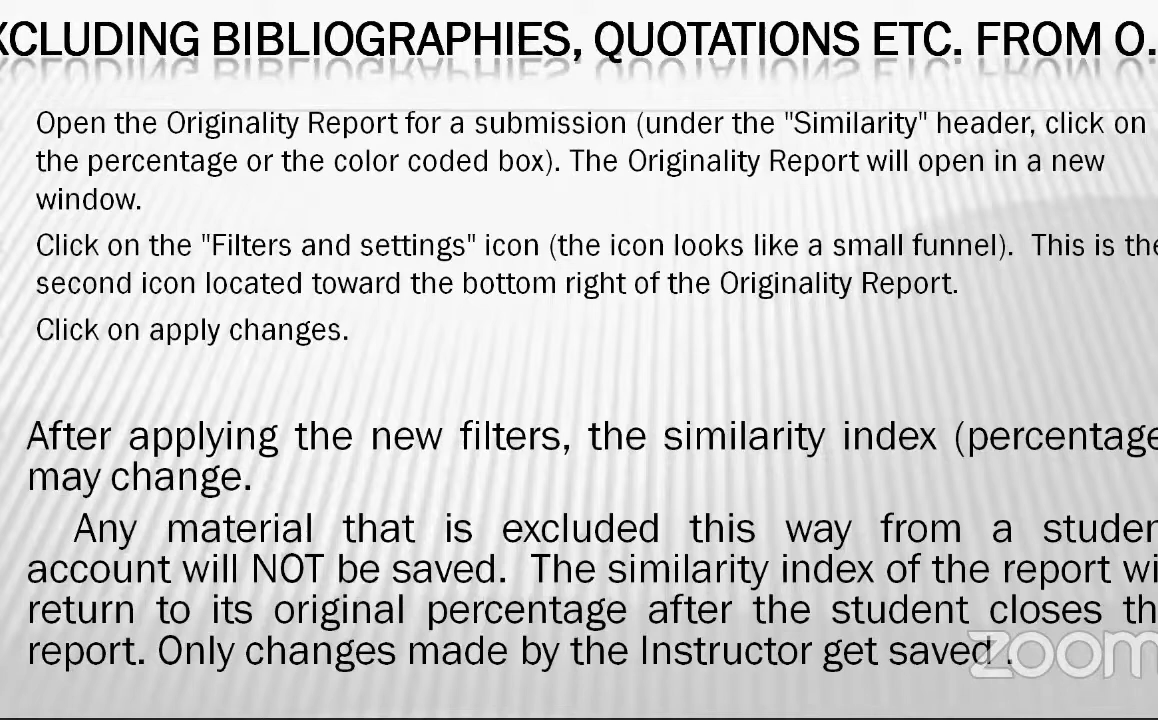 XCLUDING BIBLIOGRAPHIES, QUOTATIONS ETC. FROM O.
Open the Originality Report for a submission (under the "Similarity" header, click on
the percentage or the color coded box). The Originality Report will open in a new
window.
Click on the "Filters and settings" icon (the icon looks like a small funnel).  This is the
second icon located toward the bottom right of the Originality Report.
Click on apply changes.
After applying the new filters, the similarity index (percentage
may change.
Any material that is excluded this way from a studen
account will NOT be saved.  The similarity index of the report wi
return to its original percentage after the student closes th
report. Only changes made by the Instructor get saved .
zoom